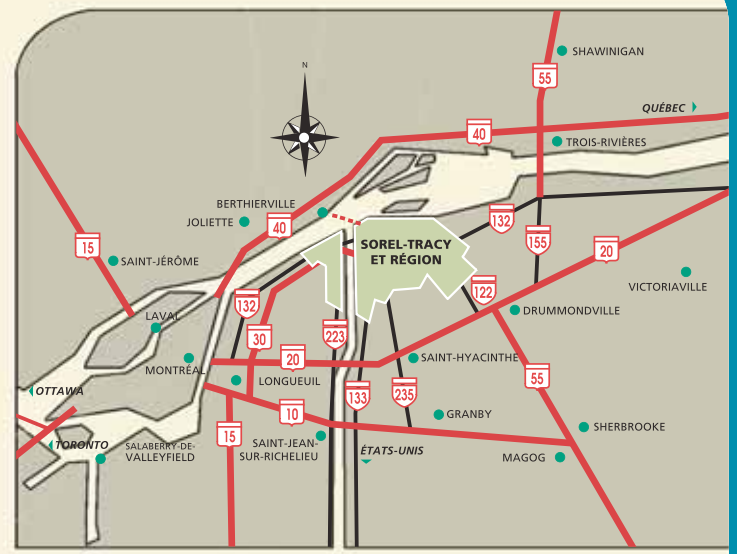 SHAWINIGAN
N
55
QUÉBEC
40
TROIS-RIVIÈRES
BERTHIERVILLE
JOLIETTE
40
132
155
15
SOREL-TRACY
ET RÉGION
20
SAINT-JÉRÔME
VICTORIAVILLE
122
132
DRUMMONDVILLE
LAVAL
30
223
20
SAINT-HYACINTHE
MONTRÉAL
LONGUEUIL
55
OTTAWA
133
235
10
GRANBY
SHERBROOKE
15
TORONTO
SALABERRY-DE-
VALLEYFIELD
SAINT-JEAN-
SUR-RICHELIEU
ÉTATS-UNIS
MAGOG